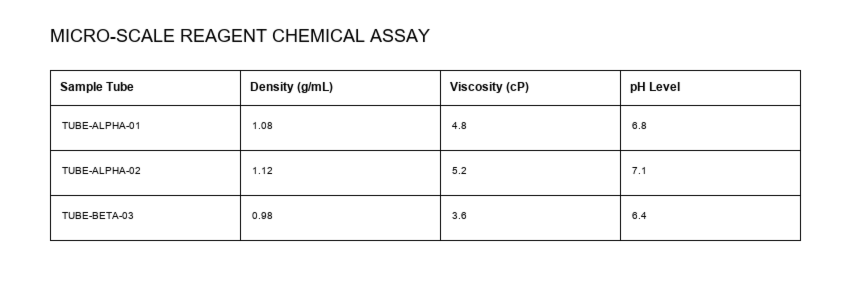 MICRO-SCALE REAGENT CHEMICAL ASSAY
Sample Tube Density (g/mL) Viscosity (cP) pH Level
TUBE-ALPHA-01 1.08 4.8 6.8
TUBE-ALPHA-02 1.12 5.2 7.1
TUBE-BETA-03 0.98 3.6 6.4